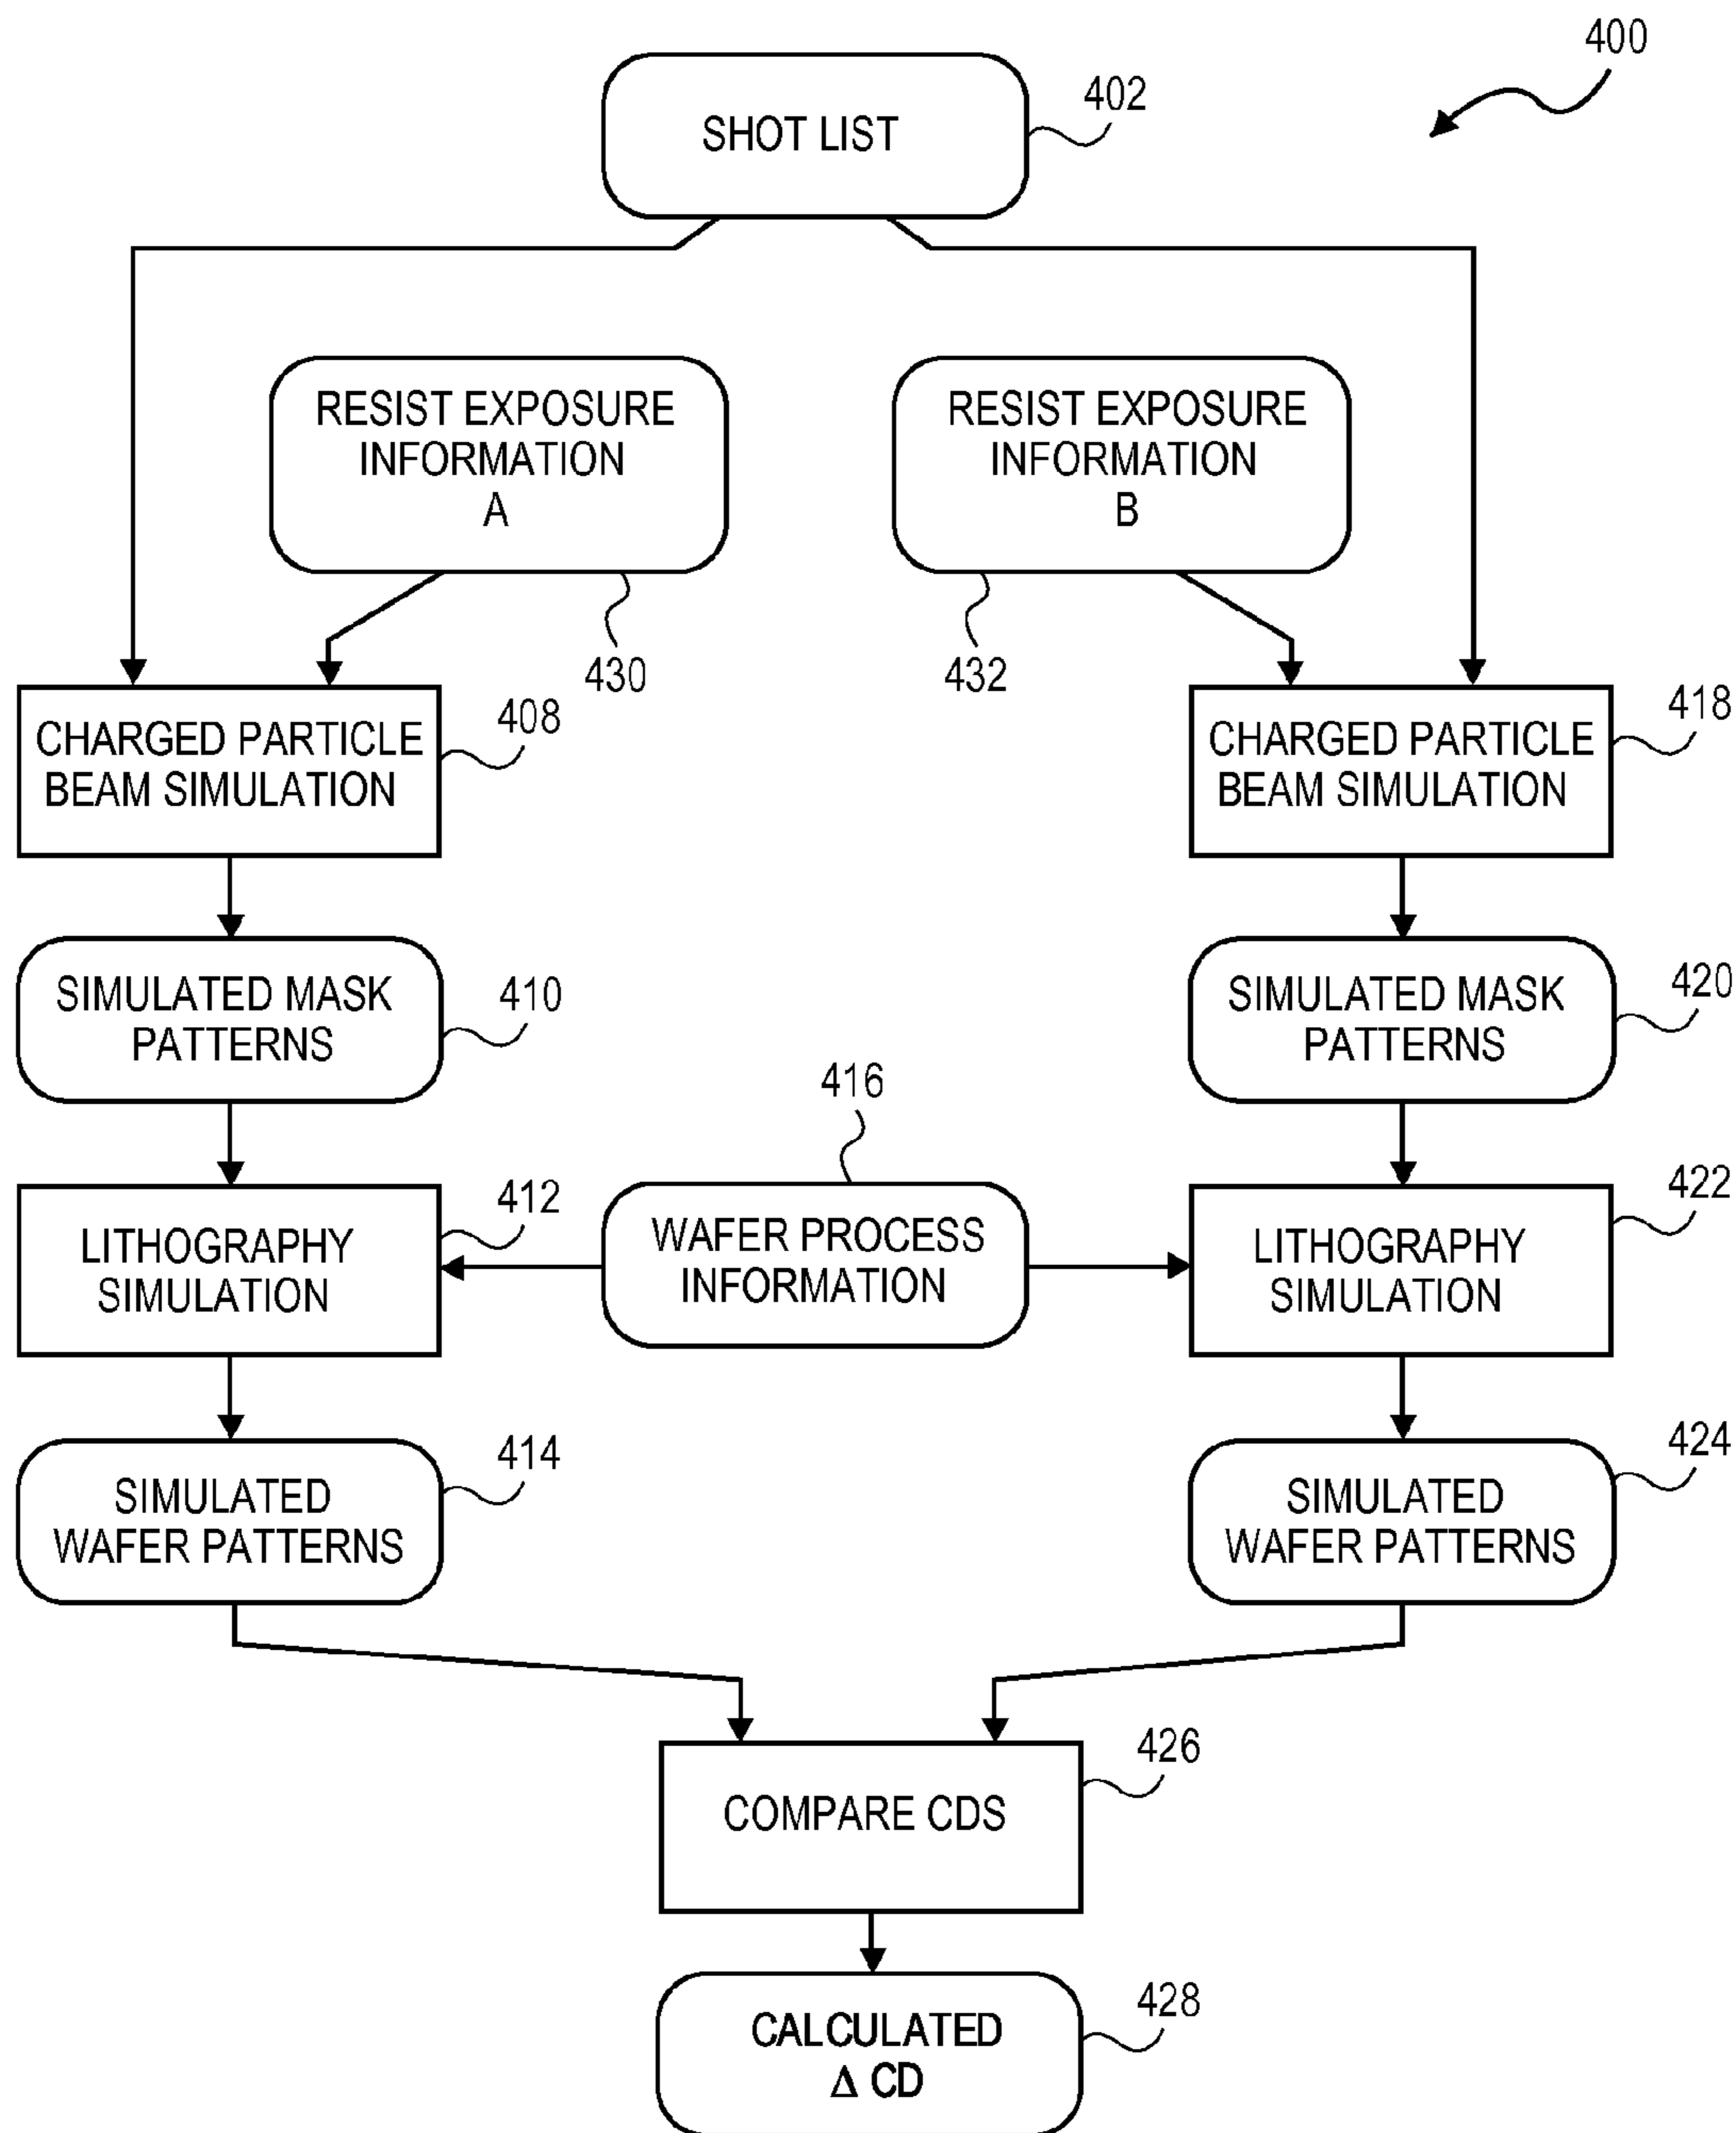 400
SHOT LIST
402
RESIST EXPOSURE
INFORMATION
A
430
RESIST EXPOSURE
INFORMATION
B
432
CHARGED PARTICLE
BEAM SIMULATION
408
CHARGED PARTICLE
BEAM SIMULATION
418
SIMULATED MASK
PATTERNS
410
SIMULATED MASK
PATTERNS
420
416
LITHOGRAPHY
SIMULATION
412
WAFER PROCESS
INFORMATION
LITHOGRAPHY
SIMULATION
422
SIMULATED
WAFER PATTERNS
414
SIMULATED
WAFER PATTERNS
424
COMPARE CDS
426
CALCULATED
Δ CD
428